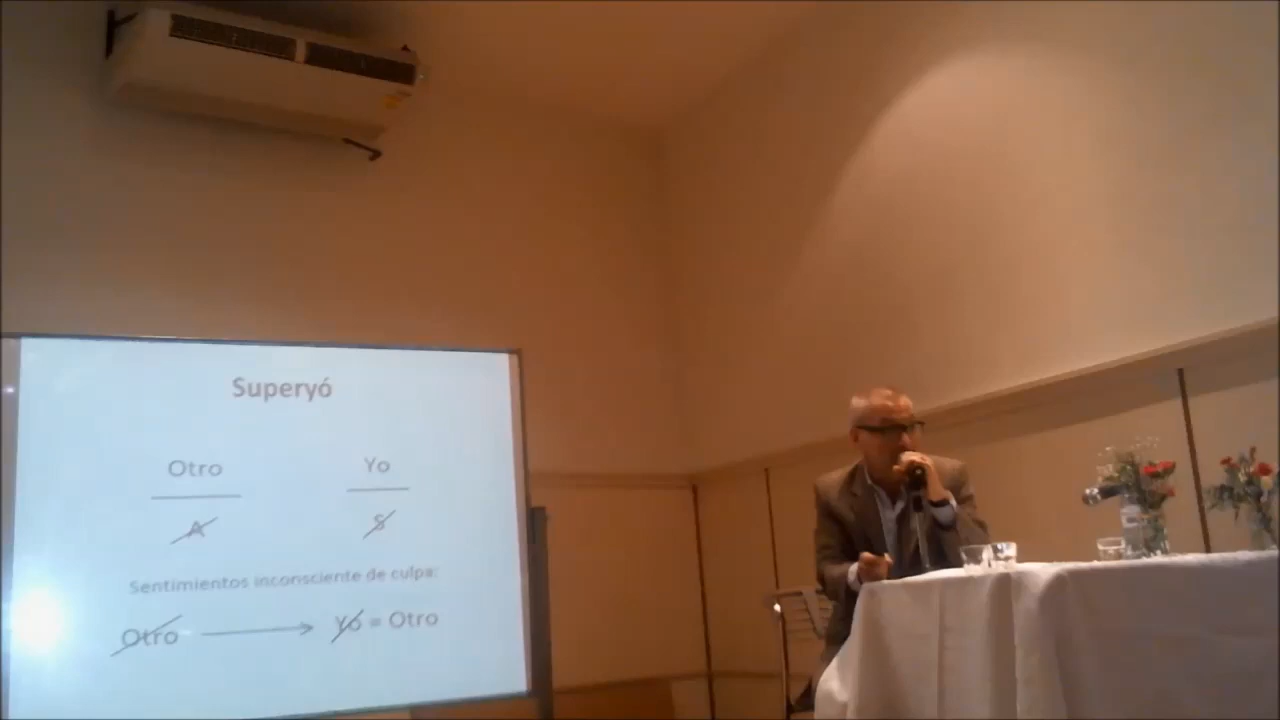 Superyó
Otro Yo
A S
Sentimientos inconsciente de culpa:
Otro → Yo = Otro